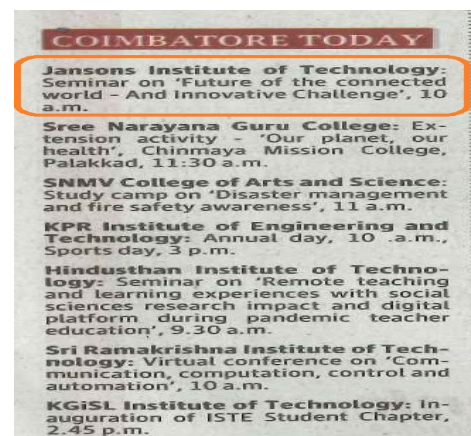 COIMBATORE TODAY
Jansons Institute of Technology:
Seminar on ‘Future of the connected
world – And Innovative Challenge’, 10
a.m.
Sree Narayana Guru College: Ex-
tension activity – ‘Our planet, our
health’, Chinmaya Mission College,
Palakkad, 11:30 a.m.
SNMV College of Arts and Science:
Study camp on ‘Disaster management
and fire safety awareness’, 11 a.m.
KPR Institute of Engineering and
Technology: Annual day, 10 .a.m.,
Sports day, 3 p.m.
Hindusthan Institute of Techno-
logy: Seminar on ‘Remote teaching
and learning experiences with social
sciences research impact and digital
platform during pandemic teacher
education’, 9.30 a.m.
Sri Ramakrishna Institute of Tech-
nology: Virtual conference on ‘Com-
munication, computation, control and
automation’, 10 a.m.
KGiSL Institute of Technology: In-
auguration of ISTE Student Chapter,
2.45 p.m.